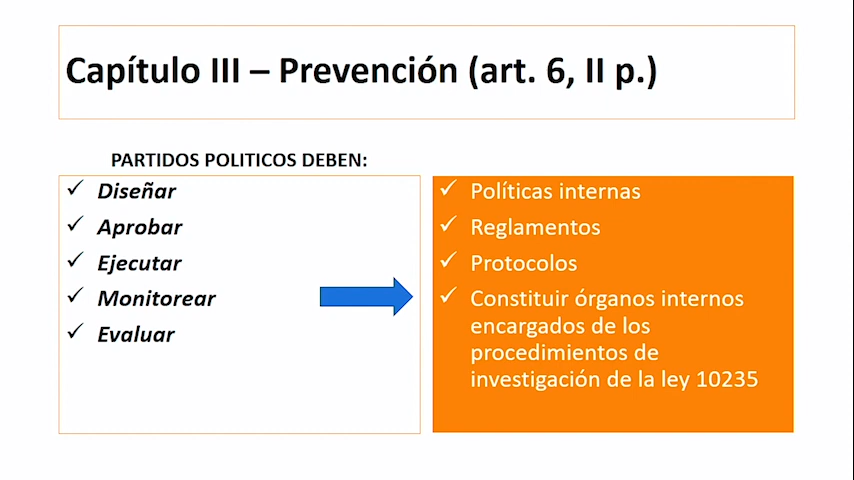 Capítulo III – Prevención (art. 6, II p.)
PARTIDOS POLITICOS DEBEN:
✓ Diseñar
✓ Aprobar
✓ Ejecutar
✓ Monitorear
✓ Evaluar
✓ Políticas internas
✓ Reglamentos
✓ Protocolos
✓ Constituir órganos internos
encargados de los
procedimientos de
investigación de la ley 10235